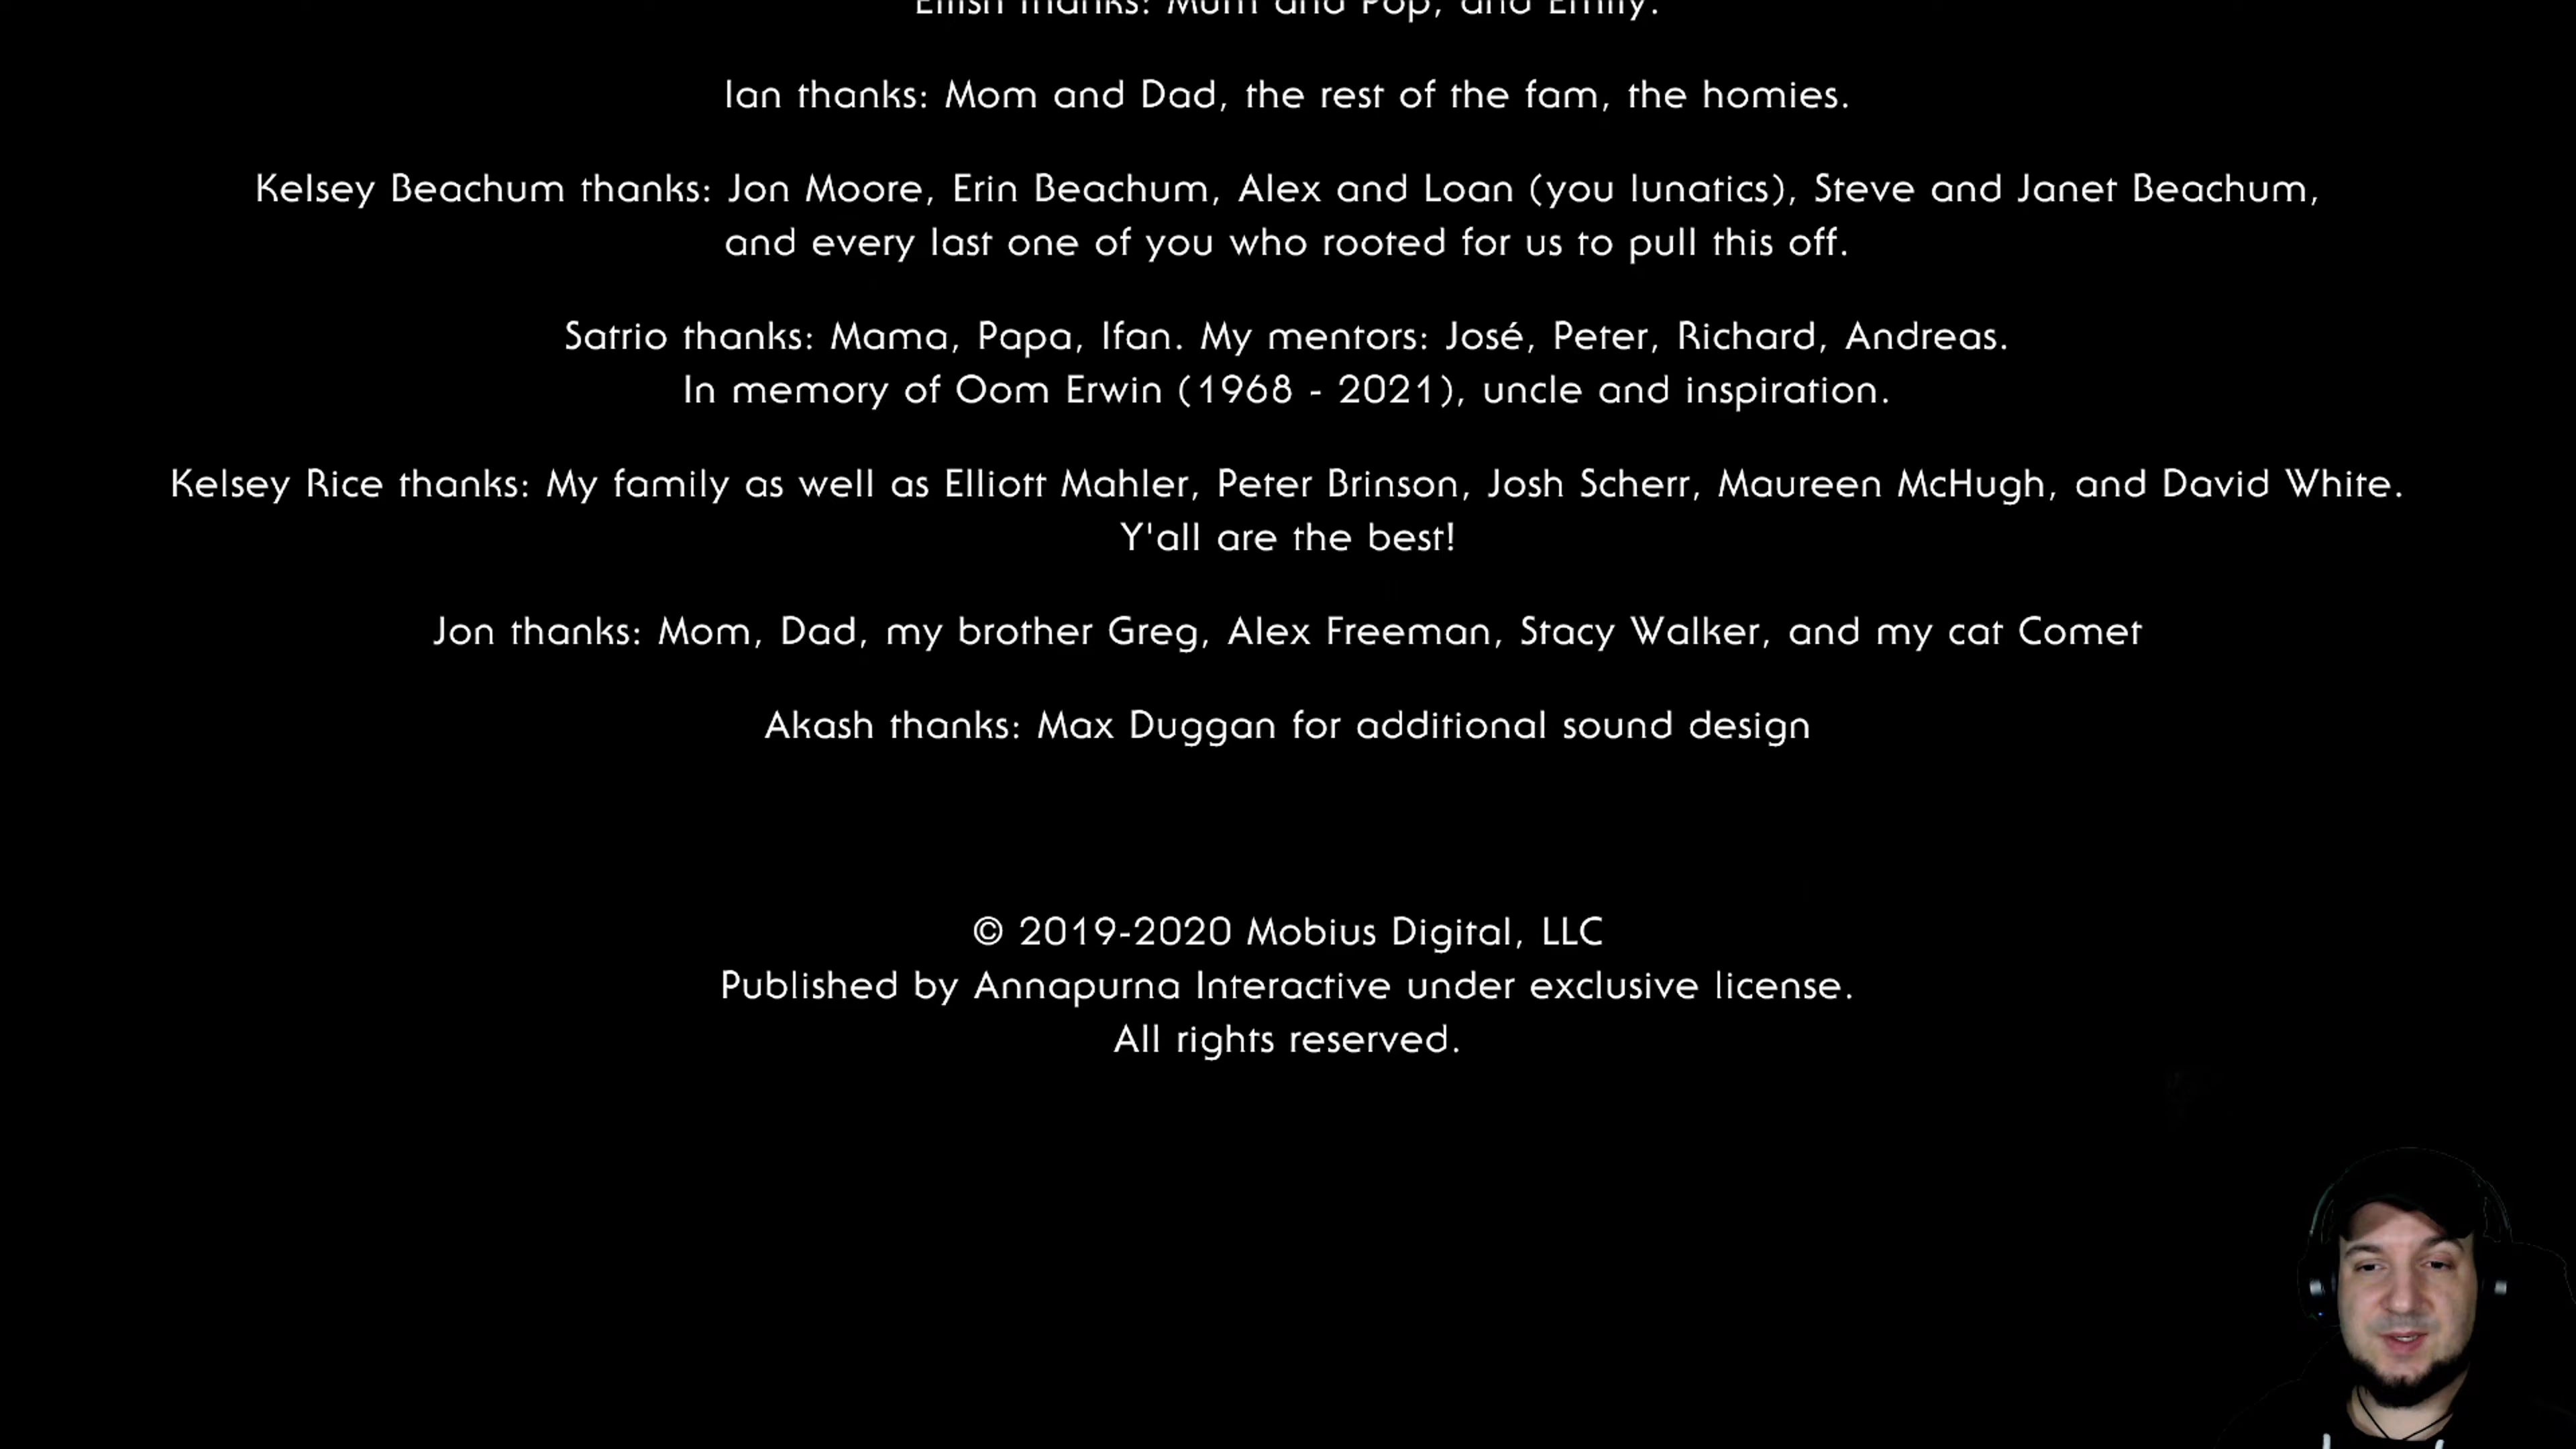 thanks: Mum and Pop, and Emily.
Ian thanks: Mom and Dad, the rest of the fam, the homies.
Kelsey Beachum thanks: Jon Moore, Erin Beachum, Alex and Loan (you lunatics), Steve and Janet Beachum,
and every last one of you who rooted for us to pull this off.
Satrio thanks: Mama, Papa, Ifan. My mentors: José, Peter, Richard, Andreas.
In memory of Oom Erwin (1968 - 2021), uncle and inspiration.
Kelsey Rice thanks: My family as well as Elliott Mahler, Peter Brinson, Josh Scherr, Maureen McHugh, and David White.
Y'all are the best!
Jon thanks: Mom, Dad, my brother Greg, Alex Freeman, Stacy Walker, and my cat Comet
Akash thanks: Max Duggan for additional sound design
© 2019-2020 Mobius Digital, LLC
Published by Annapurna Interactive under exclusive license.
All rights reserved.